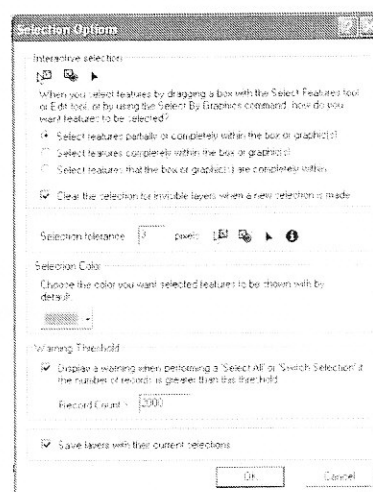 Selection Options
Interactive selection
When you select features by dragging a box with the Select Features tool
or Edit tool, or by using the Select By Graphics command, how do you
want features to be selected?
Select features partially or completely within the box or graphic(s)
Select features completely within the box or graphic(s)
Select features that the box or graphic(s) are completely within
Clear the selection for invisible layers when a new selection is made
Selection tolerance: 3 pixels
Selection Color
Choose the color you want selected features to be shown with by
default.
Warning Threshold
Display a warning when performing a 'Select All' or 'Switch Selection' if
the number of records is greater than this threshold
Record Count > 2000
Save layers with their current selections
OK Cancel